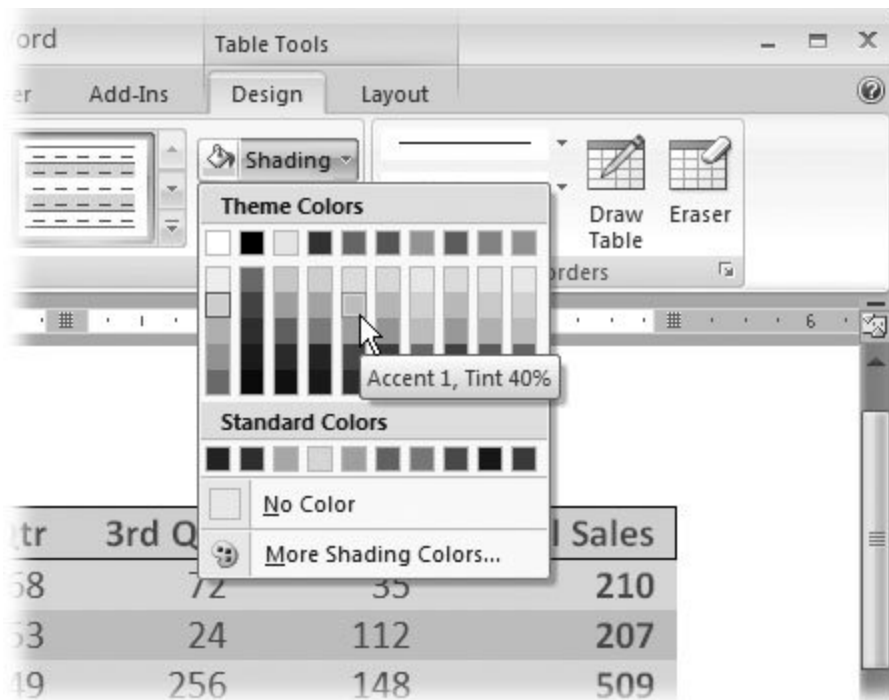 ord
Table Tools
er Add-Ins Design Layout
Shading
Theme Colors
Draw Table
Eraser
orders
1
6
Accent 1, Tint 40%
Standard Colors
No Color
More Shading Colors...
tr 3rd Q l Sales
58 72 35 210
53 24 112 207
49 256 148 509